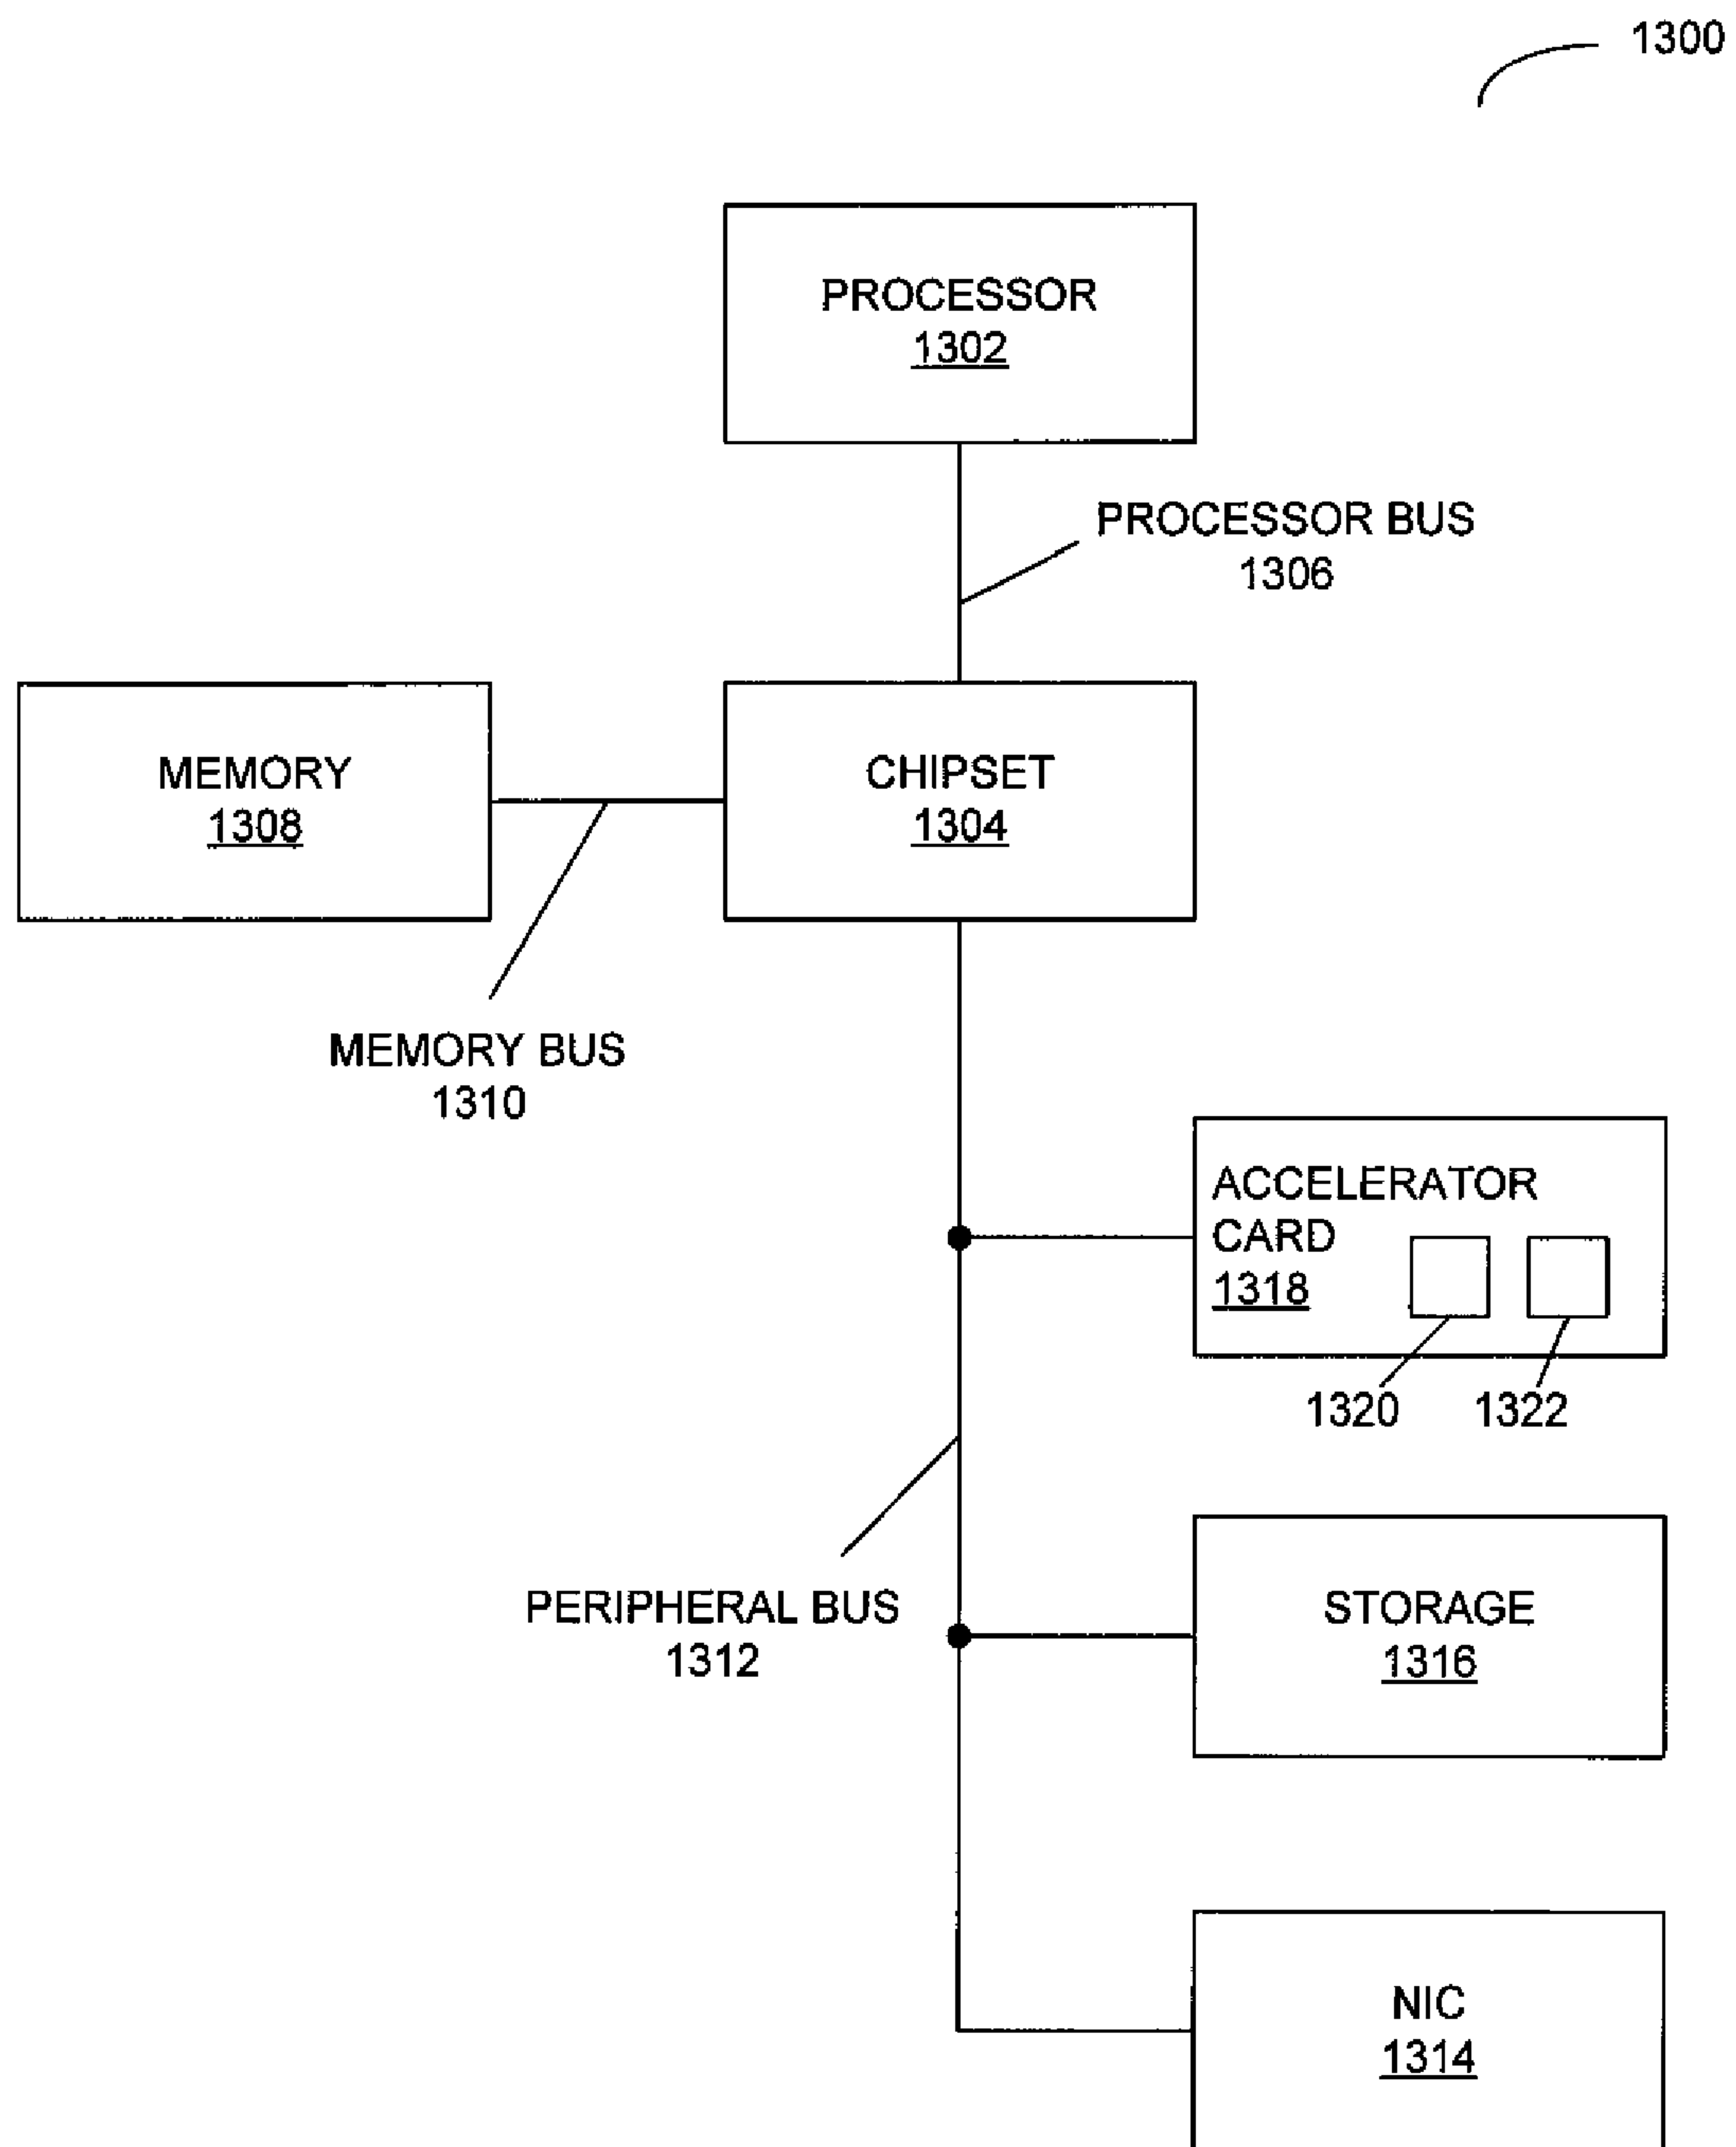 1300
PROCESSOR
1302
PROCESSOR BUS
1306
MEMORY
1308
CHIPSET
1304
MEMORY BUS
1310
ACCELERATOR
CARD
1318
1320
1322
PERIPHERAL BUS
1312
STORAGE
1316
NIC
1314